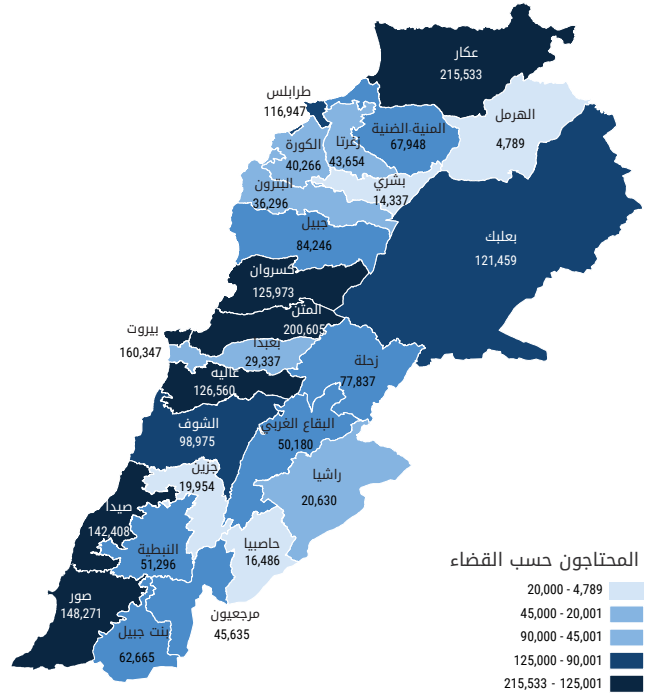 عكار
215,533
طرابلس
116,947
الهرمل
4,789
المنية-الضنية
67,948
زغرتا
43,654
الكورة
40,266
بشري
14,337
البترون
36,296
جبيل
84,246
بعلبك
121,459
كسروان
125,973
المتن
200,605
بيروت
160,347
بعبدا
29,337
زحلة
77,837
عاليه
126,560
الشوف
98,975
البقاع الغربي
50,180
جزين
19,954
راشيا
20,630
صيدا
142,408
النبطية
51,296
حاصبيا
16,486
صور
148,271
مرجعيون
45,635
بنت جبيل
62,665
المحتاجون حسب القضاء
20,000 - 4,789
45,000 - 20,001
90,000 - 45,001
125,000 - 90,001
215,533 - 125,001